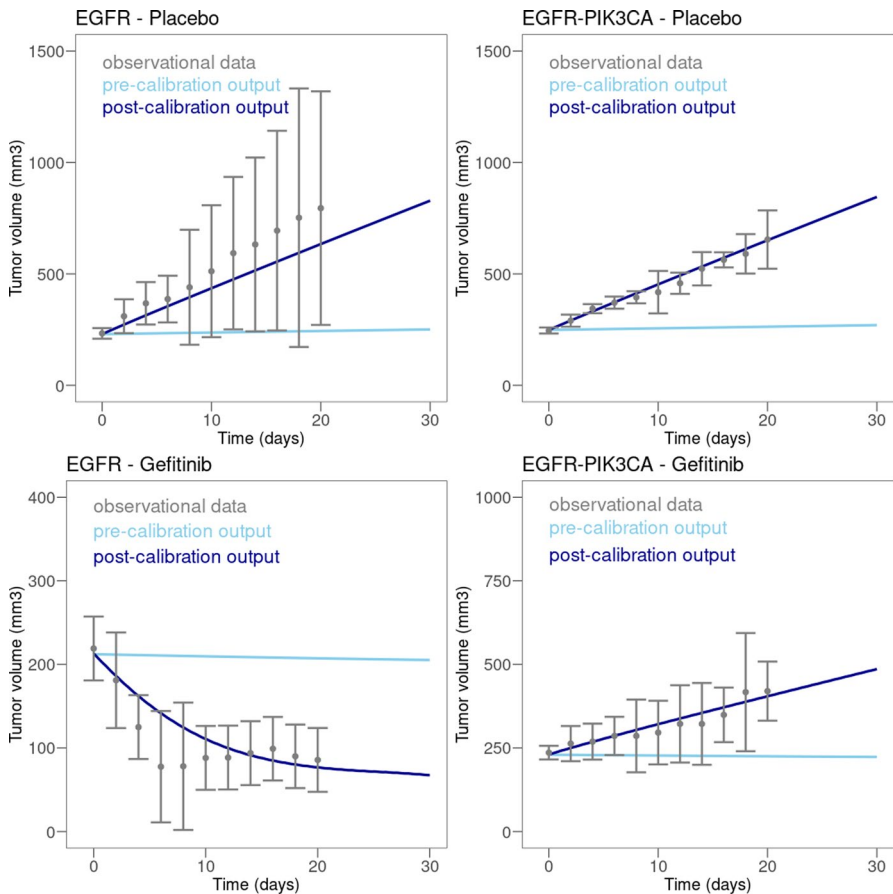 EGFR - Placebo
1500
1000
500
0
Tumor volume (mm3)
observational data
pre-calibration output
post-calibration output
0
10
20
30
Time (days)
EGFR-PIK3CA - Placebo
1500
1000
500
0
Tumor volume (mm3)
observational data
pre-calibration output
post-calibration output
0
10
20
30
Time (days)
EGFR - Gefitinib
400
300
200
100
0
Tumor volume (mm3)
observational data
pre-calibration output
post-calibration output
0
10
20
30
Time (days)
EGFR-PIK3CA - Gefitinib
1000
750
500
250
0
Tumor volume (mm3)
observational data
pre-calibration output
post-calibration output
0
10
20
30
Time (days)